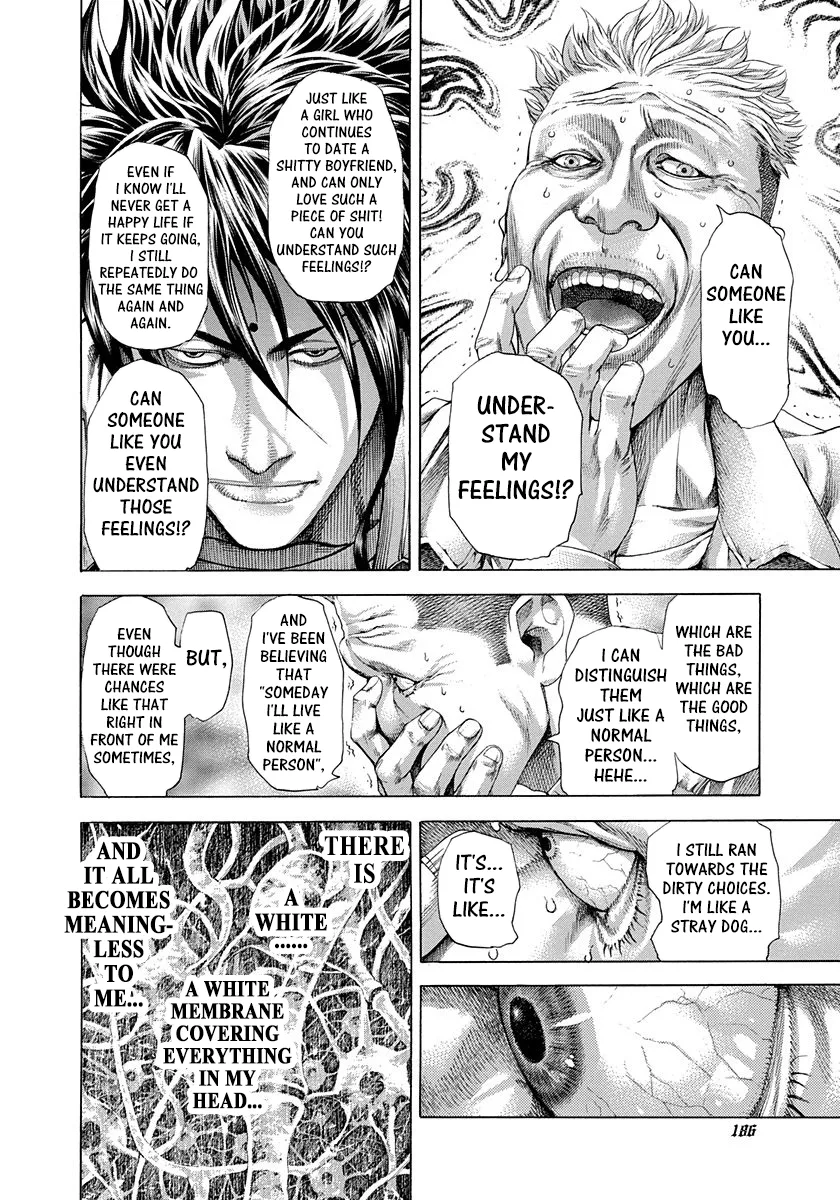 CAN
SOMEONE
LIKE
YOU...
UNDER-
STAND
MY
FEELINGS!?
JUST LIKE
A GIRL WHO
CONTINUES
TO DATE A
SHITTY BOYFRIEND,
AND CAN ONLY
LOVE SUCH A
PIECE OF SHIT!
CAN YOU
UNDERSTAND SUCH
FEELINGS!?
EVEN IF
I KNOW I'LL
NEVER GET A
HAPPY LIFE IF
IT KEEPS GOING,
I STILL
REPEATEDLY DO
THE SAME THING
AGAIN AND
AGAIN.
CAN
SOMEONE
LIKE YOU
EVEN
UNDERSTAND
THOSE
FEELINGS!?
WHICH ARE
THE BAD
THINGS,
WHICH ARE
THE GOOD
THINGS,
I CAN
DISTINGUISH
THEM
JUST LIKE A
NORMAL
PERSON...
HEHE...
AND
I'VE BEEN
BELIEVING
THAT
"SOMEDAY
I'LL LIVE
LIKE A
NORMAL
PERSON",
BUT,
EVEN
THOUGH
THERE WERE
CHANCES
LIKE THAT
RIGHT IN
FRONT OF ME
SOMETIMES,
I STILL RAN
TOWARDS THE
DIRTY CHOICES.
I'M LIKE A
STRAY DOG...
IT'S...
IT'S
LIKE...
THERE
IS
A
WHITE
......
A WHITE
MEMBRANE
COVERING
EVERYTHING
IN MY
HEAD...
AND
IT ALL
BECOMES
MEANING-
LESS
TO
ME...
186